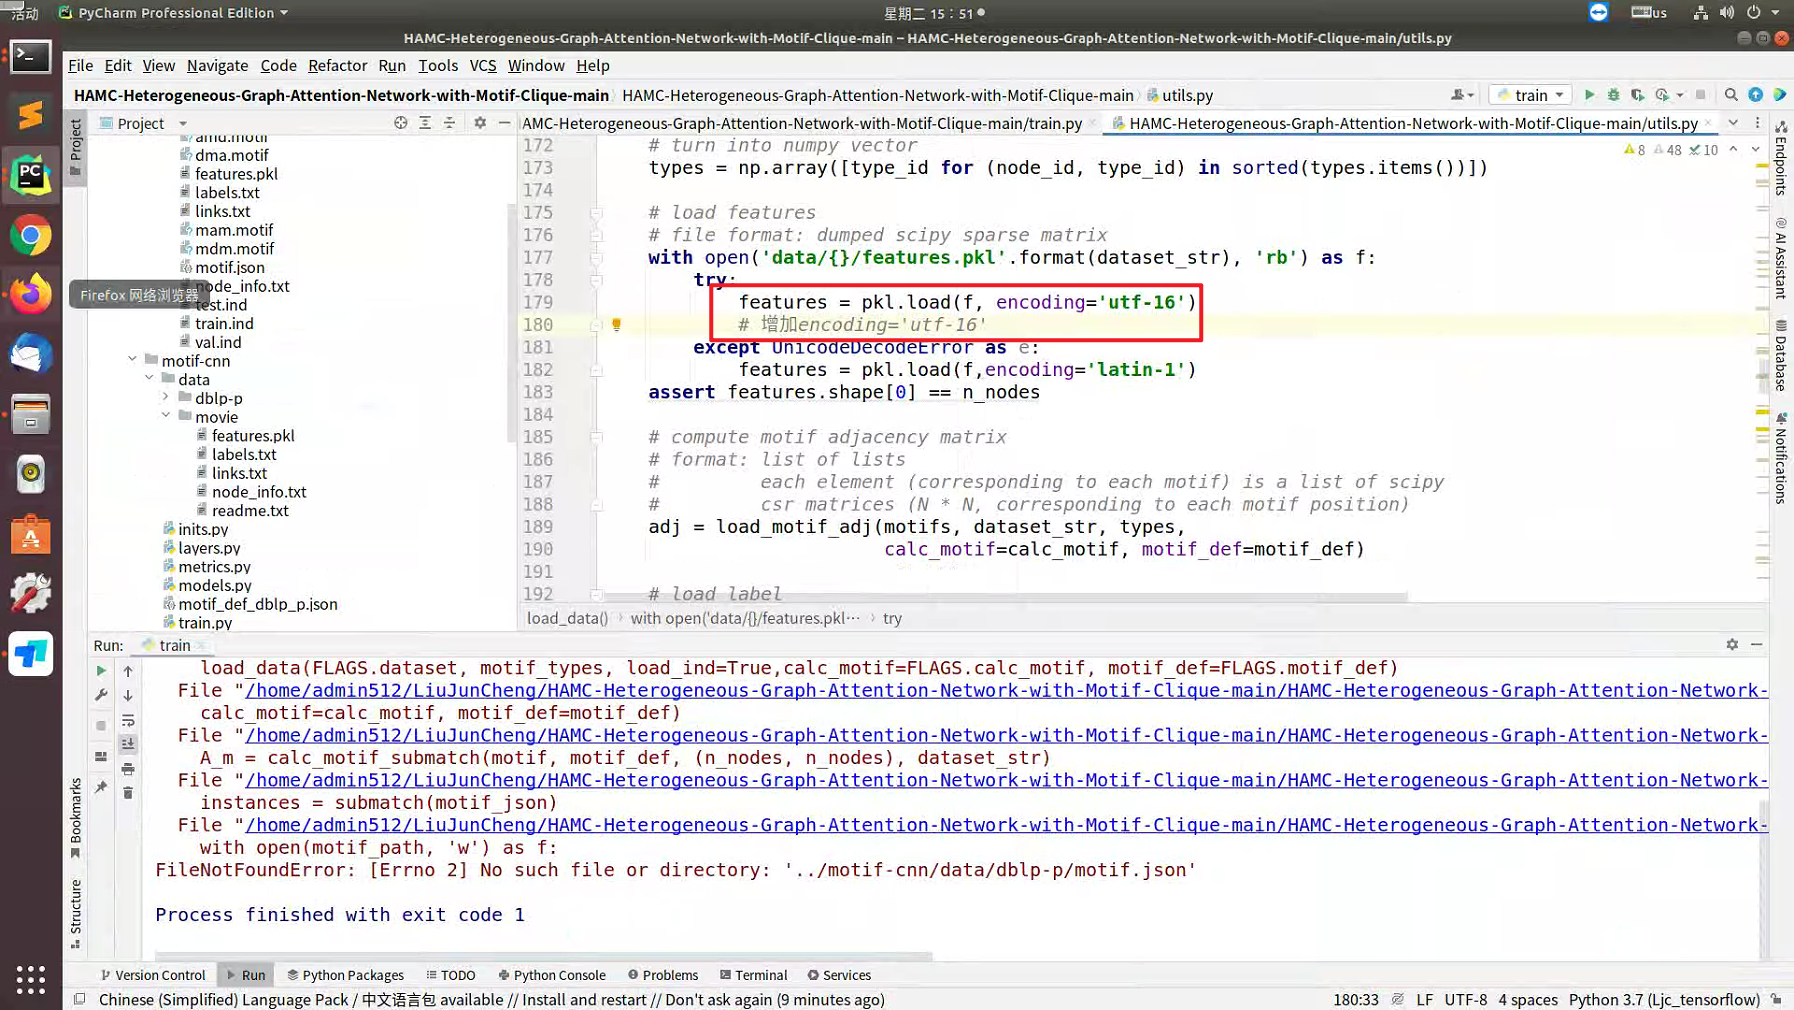 活动
PyCharm Professional Edition
星期二 15：51
us
HAMC-Heterogeneous-Graph-Attention-Network-with-Motif-Clique-main – HAMC-Heterogeneous-Graph-Attention-Network-with-Motif-Clique-main/utils.py
File Edit View Navigate Code Refactor Run Tools VCS Window Help
HAMC-Heterogeneous-Graph-Attention-Network-with-Motif-Clique-main HAMC-Heterogeneous-Graph-Attention-Network-with-Motif-Clique-main utils.py
train
Project
AMC-Heterogeneous-Graph-Attention-Network-with-Motif-Clique-main/train.py
HAMC-Heterogeneous-Graph-Attention-Network-with-Motif-Clique-main/utils.py
Project
amd.motif
dma.motif
features.pkl
labels.txt
links.txt
mam.motif
mdm.motif
motif.json
node_info.txt
test.ind
train.ind
val.ind
Firefox 网络浏览器
motif-cnn
data
dblp-p
movie
features.pkl
labels.txt
links.txt
node_info.txt
readme.txt
inits.py
layers.py
metrics.py
models.py
motif_def_dblp_p.json
train.py
8 48 10
172 # turn into numpy vector
173 types = np.array([type_id for (node_id, type_id) in sorted(types.items())])
174
175 # load features
176 # file format: dumped scipy sparse matrix
177 with open('data/{}/features.pkl'.format(dataset_str), 'rb') as f:
178 try:
179 features = pkl.load(f, encoding='utf-16')
180 # 增加encoding='utf-16'
181 except UnicodeDecodeError as e:
182 features = pkl.load(f,encoding='latin-1')
183 assert features.shape[0] == n_nodes
184
185 # compute motif adjacency matrix
186 # format: list of lists
187 # each element (corresponding to each motif) is a list of scipy
188 # csr matrices (N * N, corresponding to each motif position)
189 adj = load_motif_adj(motifs, dataset_str, types,
190 calc_motif=calc_motif, motif_def=motif_def)
191
192 # load label
load_data() with open('data/{}/features.pkl… try
Endpoints
AI Assistant
Database
Notifications
Run: train
load_data(FLAGS.dataset, motif_types, load_ind=True,calc_motif=FLAGS.calc_motif, motif_def=FLAGS.motif_def)
File "/home/admin512/LiuJunCheng/HAMC-Heterogeneous-Graph-Attention-Network-with-Motif-Clique-main/HAMC-Heterogeneous-Graph-Attention-Network-
calc_motif=calc_motif, motif_def=motif_def)
File "/home/admin512/LiuJunCheng/HAMC-Heterogeneous-Graph-Attention-Network-with-Motif-Clique-main/HAMC-Heterogeneous-Graph-Attention-Network-
A_m = calc_motif_submatch(motif, motif_def, (n_nodes, n_nodes), dataset_str)
File "/home/admin512/LiuJunCheng/HAMC-Heterogeneous-Graph-Attention-Network-with-Motif-Clique-main/HAMC-Heterogeneous-Graph-Attention-Network-
instances = submatch(motif_json)
File "/home/admin512/LiuJunCheng/HAMC-Heterogeneous-Graph-Attention-Network-with-Motif-Clique-main/HAMC-Heterogeneous-Graph-Attention-Network-
with open(motif_path, 'w') as f:
FileNotFoundError: [Errno 2] No such file or directory: '../motif-cnn/data/dblp-p/motif.json'
Process finished with exit code 1
Bookmarks
Structure
Version Control Run Python Packages TODO Python Console Problems Terminal Services
Chinese (Simplified) Language Pack / 中文语言包 available // Install and restart // Don't ask again (9 minutes ago)
180:33 LF UTF-8 4 spaces Python 3.7 (Ljc_tensorflow)